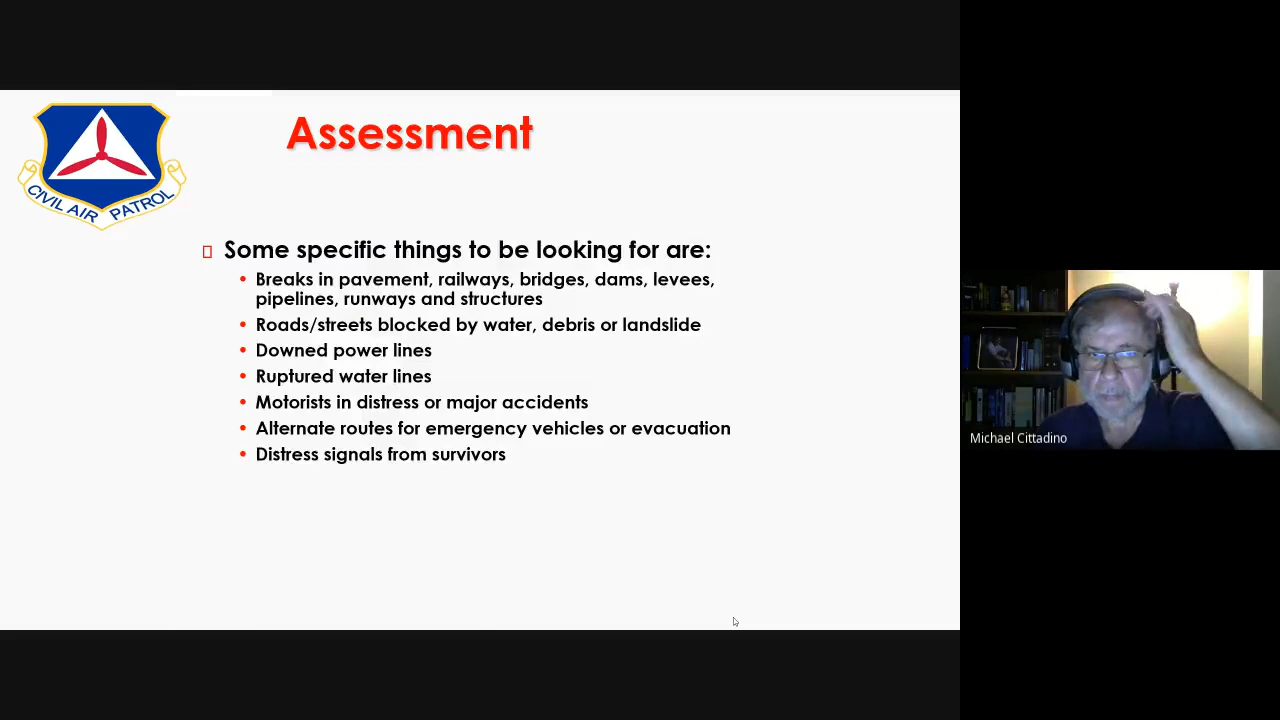 Assessment
CIVIL AIR PATROL
Some specific things to be looking for are:
• Breaks in pavement, railways, bridges, dams, levees,
pipelines, runways and structures
• Roads/streets blocked by water, debris or landslide
• Downed power lines
• Ruptured water lines
• Motorists in distress or major accidents
• Alternate routes for emergency vehicles or evacuation
• Distress signals from survivors
Michael Cittadino